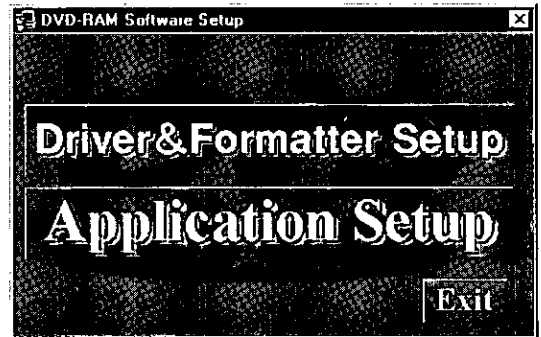 DVD-RAM Software Setup
Driver&Formatter Setup
Application Setup
Exit